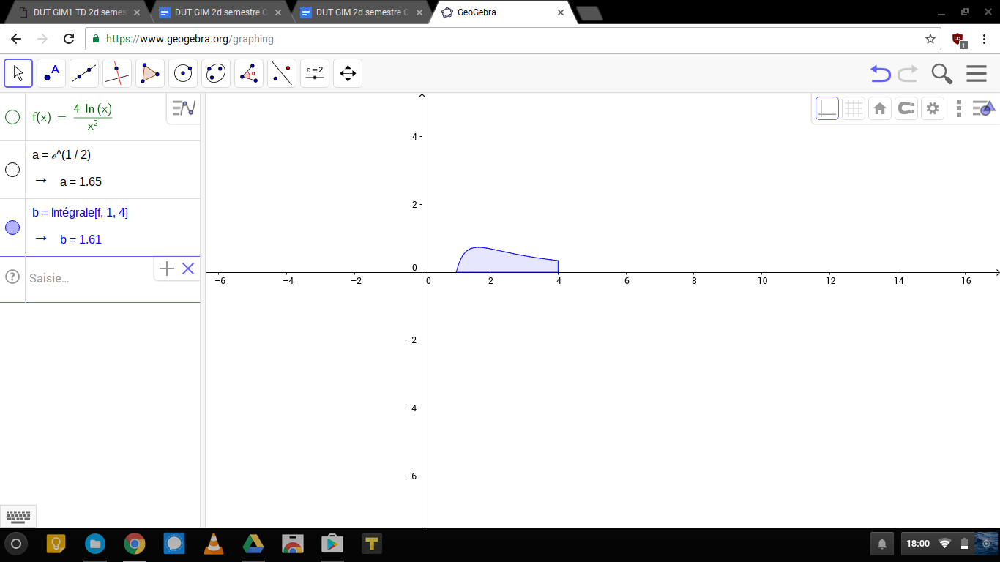 DUT GIM1 TD 2d semes
DUT GIM 2d semestre C
DUT GIM 2d semestre C
GeoGebra
https://www.geogebra.org/graphing
1
A
α
a = 2
f(x) = 4 ln (x) / x²
a = ℯ^(1 / 2)
→ a = 1.65
b = Intégrale[f, 1, 4]
→ b = 1.61
Saisie…
4
2
0
−6 −4 −2 0 2 4 6 8 10 12 14 16
−2
−4
−6
T
18:00